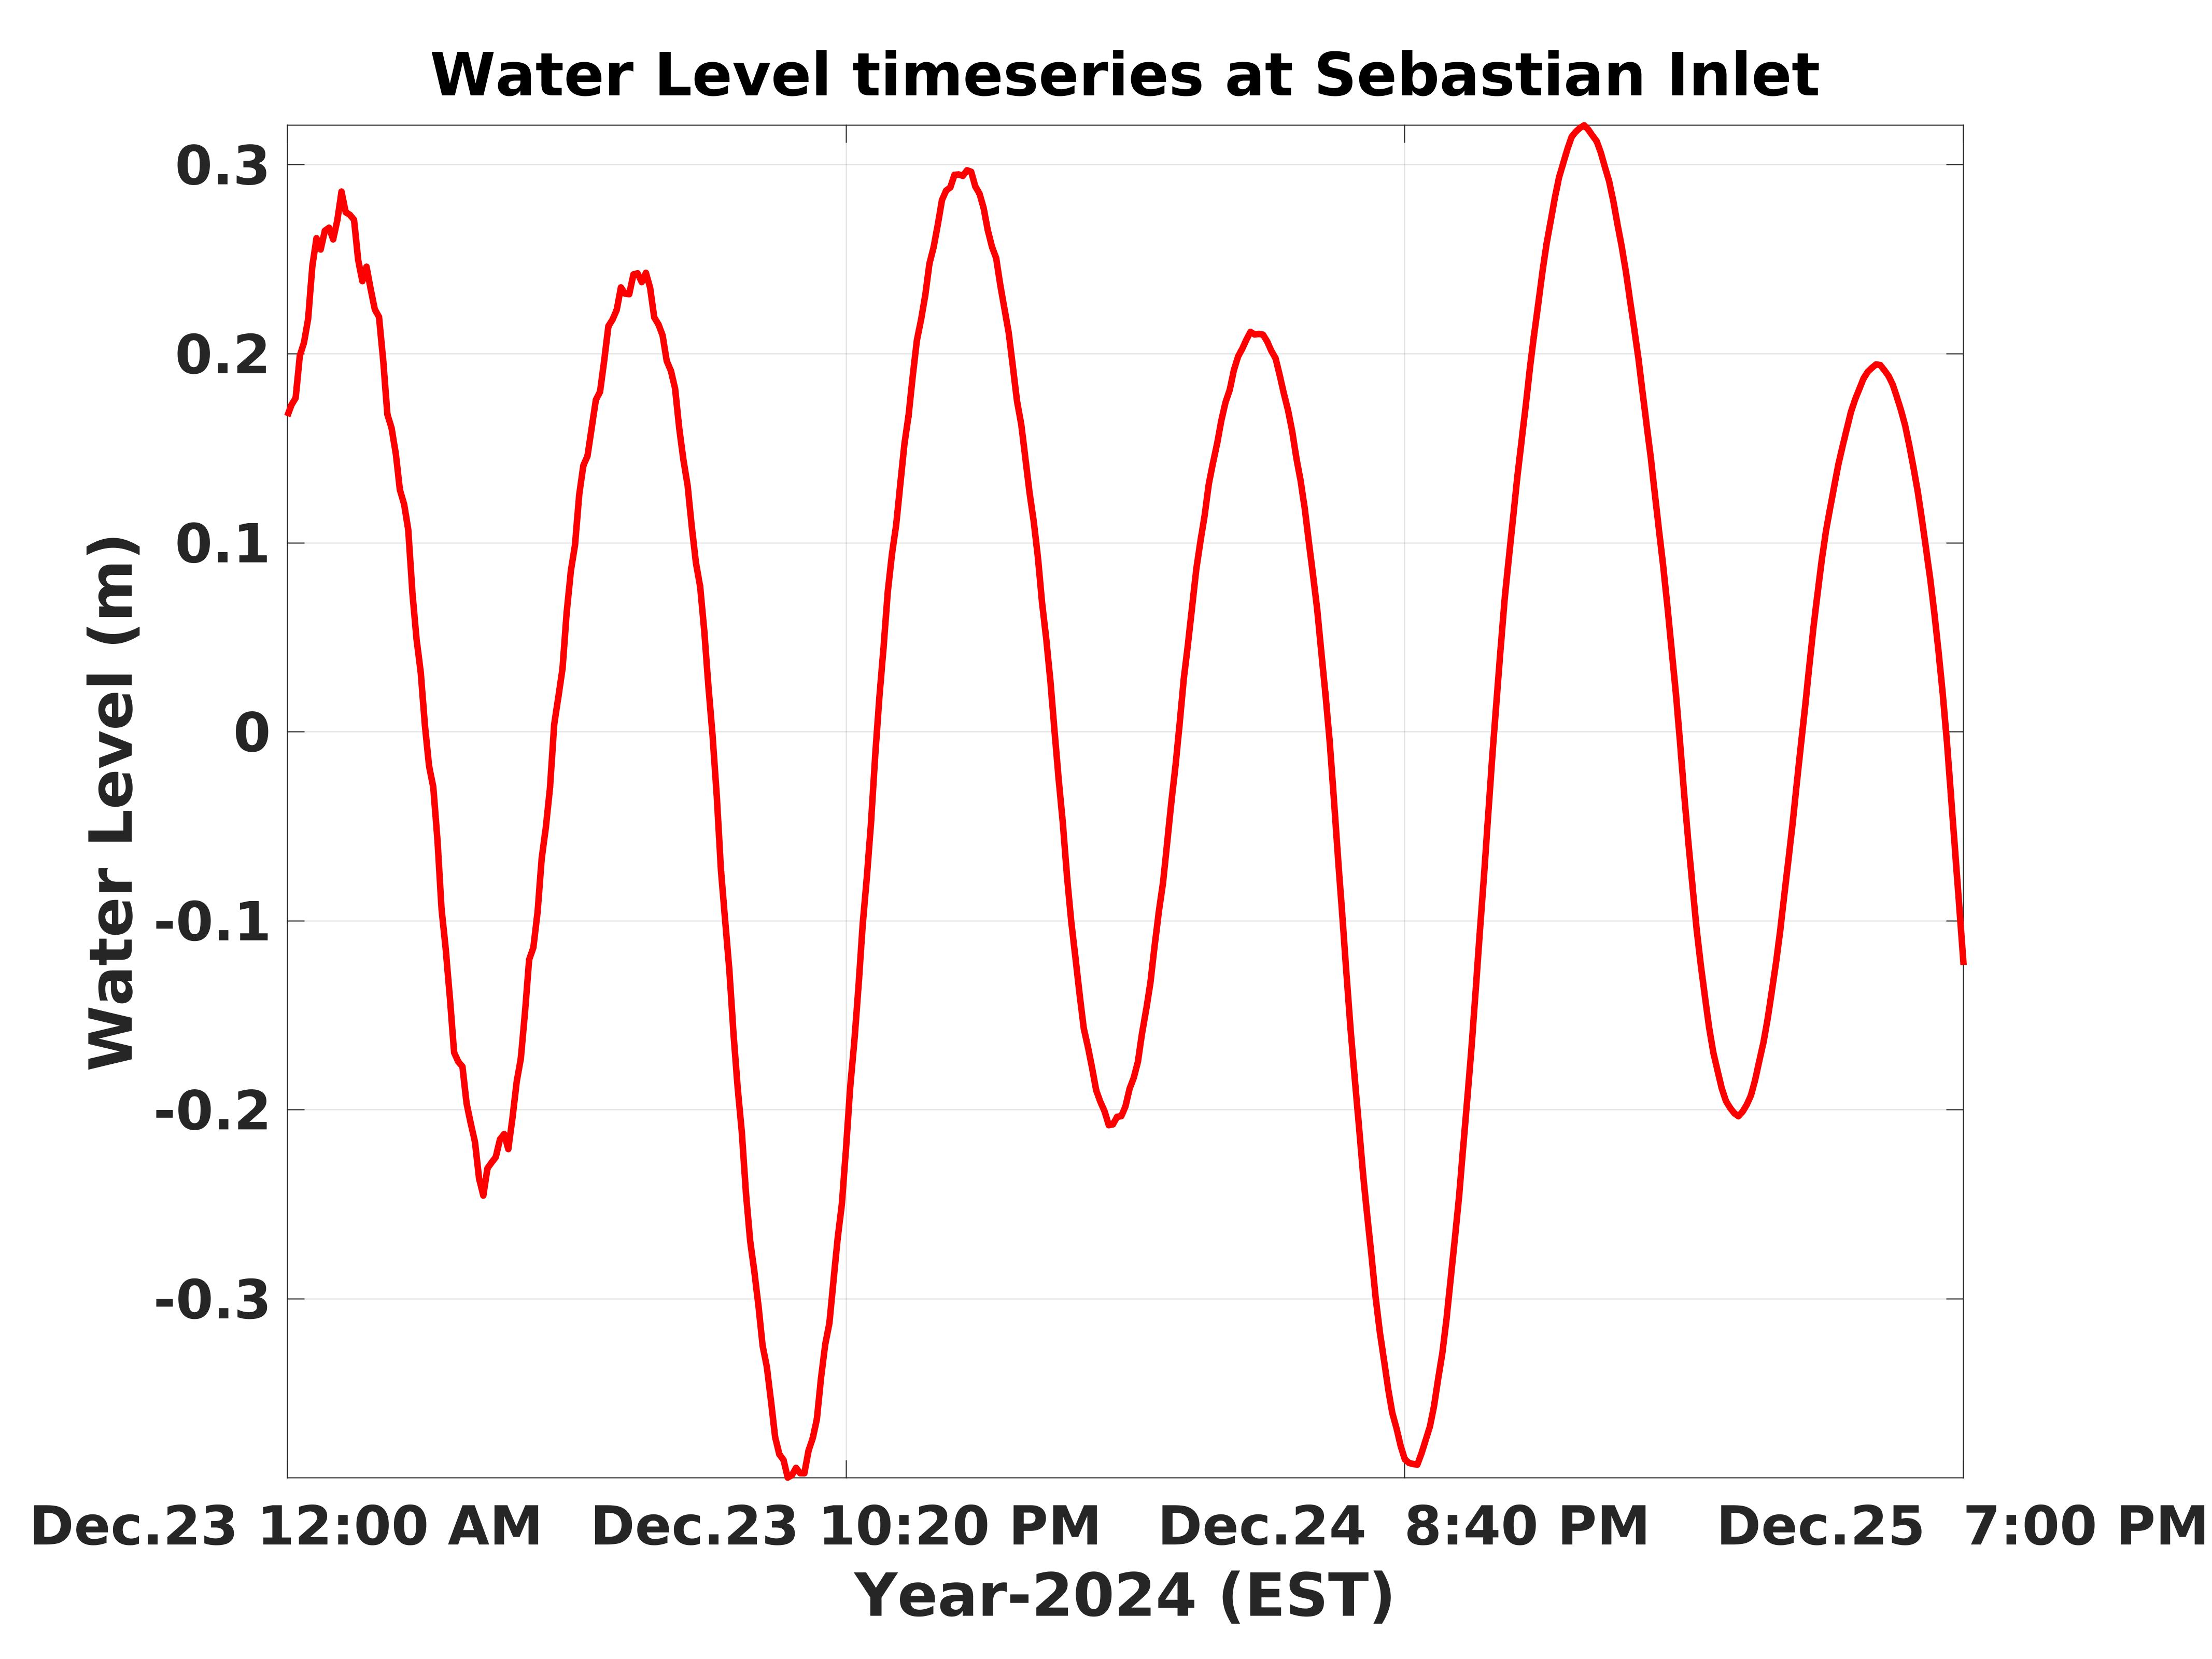 Water Level timeseries at Sebastian Inlet
0.3
0.2
0.1
0
-0.1
-0.2
-0.3
Water Level (m)
Dec.23 12:00 AM Dec.23 10:20 PM Dec.24 8:40 PM Dec.25 7:00 PM
Year-2024 (EST)